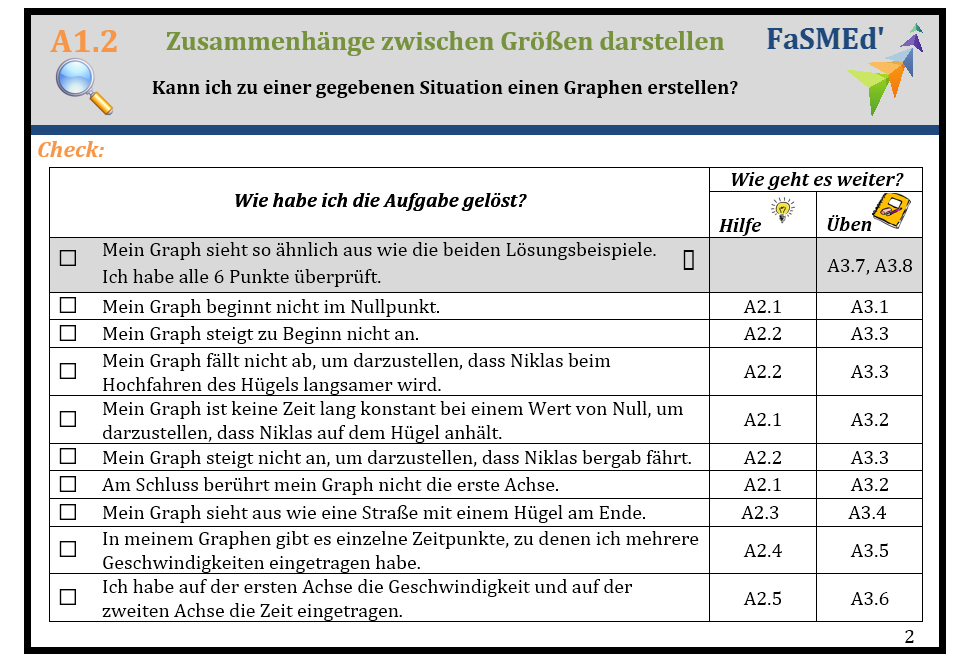 A1.2
Zusammenhänge zwischen Größen darstellen
FaSMEd'
Kann ich zu einer gegebenen Situation einen Graphen erstellen?
Check:
Wie habe ich die Aufgabe gelöst?
Wie geht es weiter?
Hilfe
Üben
Mein Graph sieht so ähnlich aus wie die beiden Lösungsbeispiele.
Ich habe alle 6 Punkte überprüft.
A3.7, A3.8
Mein Graph beginnt nicht im Nullpunkt.
A2.1
A3.1
Mein Graph steigt zu Beginn nicht an.
A2.2
A3.3
Mein Graph fällt nicht ab, um darzustellen, dass Niklas beim
Hochfahren des Hügels langsamer wird.
A2.2
A3.3
Mein Graph ist keine Zeit lang konstant bei einem Wert von Null, um
darzustellen, dass Niklas auf dem Hügel anhält.
A2.1
A3.2
Mein Graph steigt nicht an, um darzustellen, dass Niklas bergab fährt.
A2.2
A3.3
Am Schluss berührt mein Graph nicht die erste Achse.
A2.1
A3.2
Mein Graph sieht aus wie eine Straße mit einem Hügel am Ende.
A2.3
A3.4
In meinem Graphen gibt es einzelne Zeitpunkte, zu denen ich mehrere
Geschwindigkeiten eingetragen habe.
A2.4
A3.5
Ich habe auf der ersten Achse die Geschwindigkeit und auf der
zweiten Achse die Zeit eingetragen.
A2.5
A3.6
2